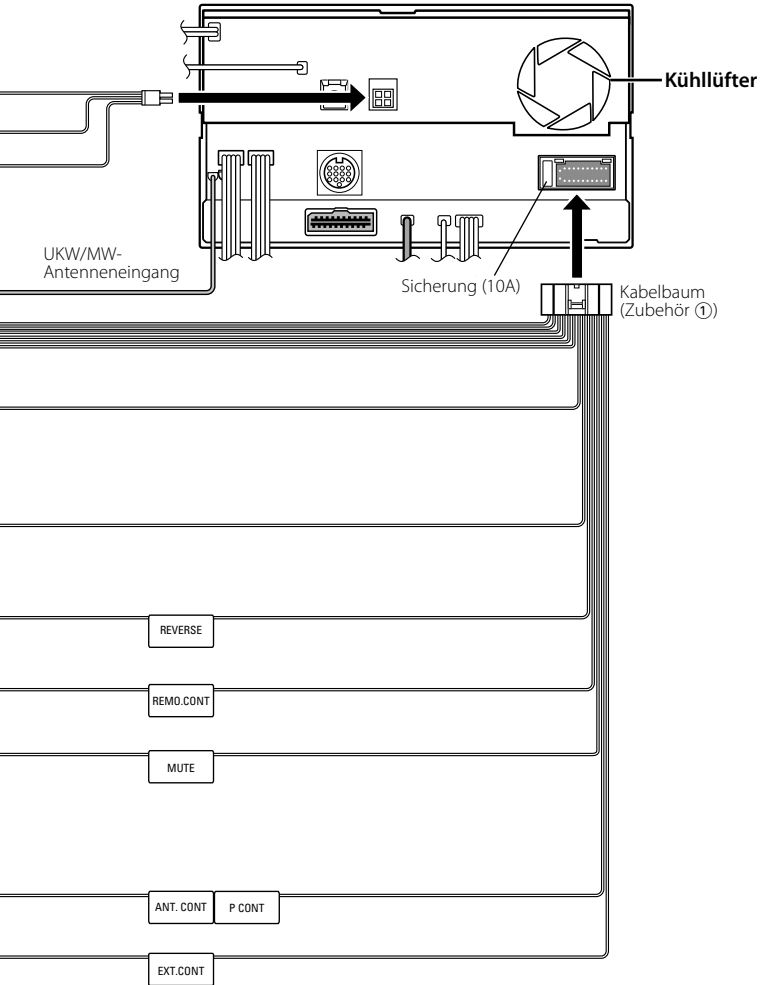 Kühllüfter
UKW/MW-
Antenneneingang
Sicherung (10A)
Kabelbaum
(Zubehör ①)
REVERSE
REMO.CONT
MUTE
ANT. CONT
P CONT
EXT.CONT